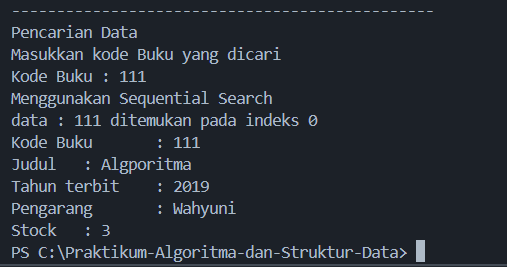 -----------------------------------------------
Pencarian Data
Masukkan kode Buku yang dicari
Kode Buku : 111
Menggunakan Sequential Search
data : 111 ditemukan pada indeks 0
Kode Buku       : 111
Judul   : Algporitma
Tahun terbit    : 2019
Pengarang       : Wahyuni
Stock   : 3
PS C:\Praktikum-Algoritma-dan-Struktur-Data>